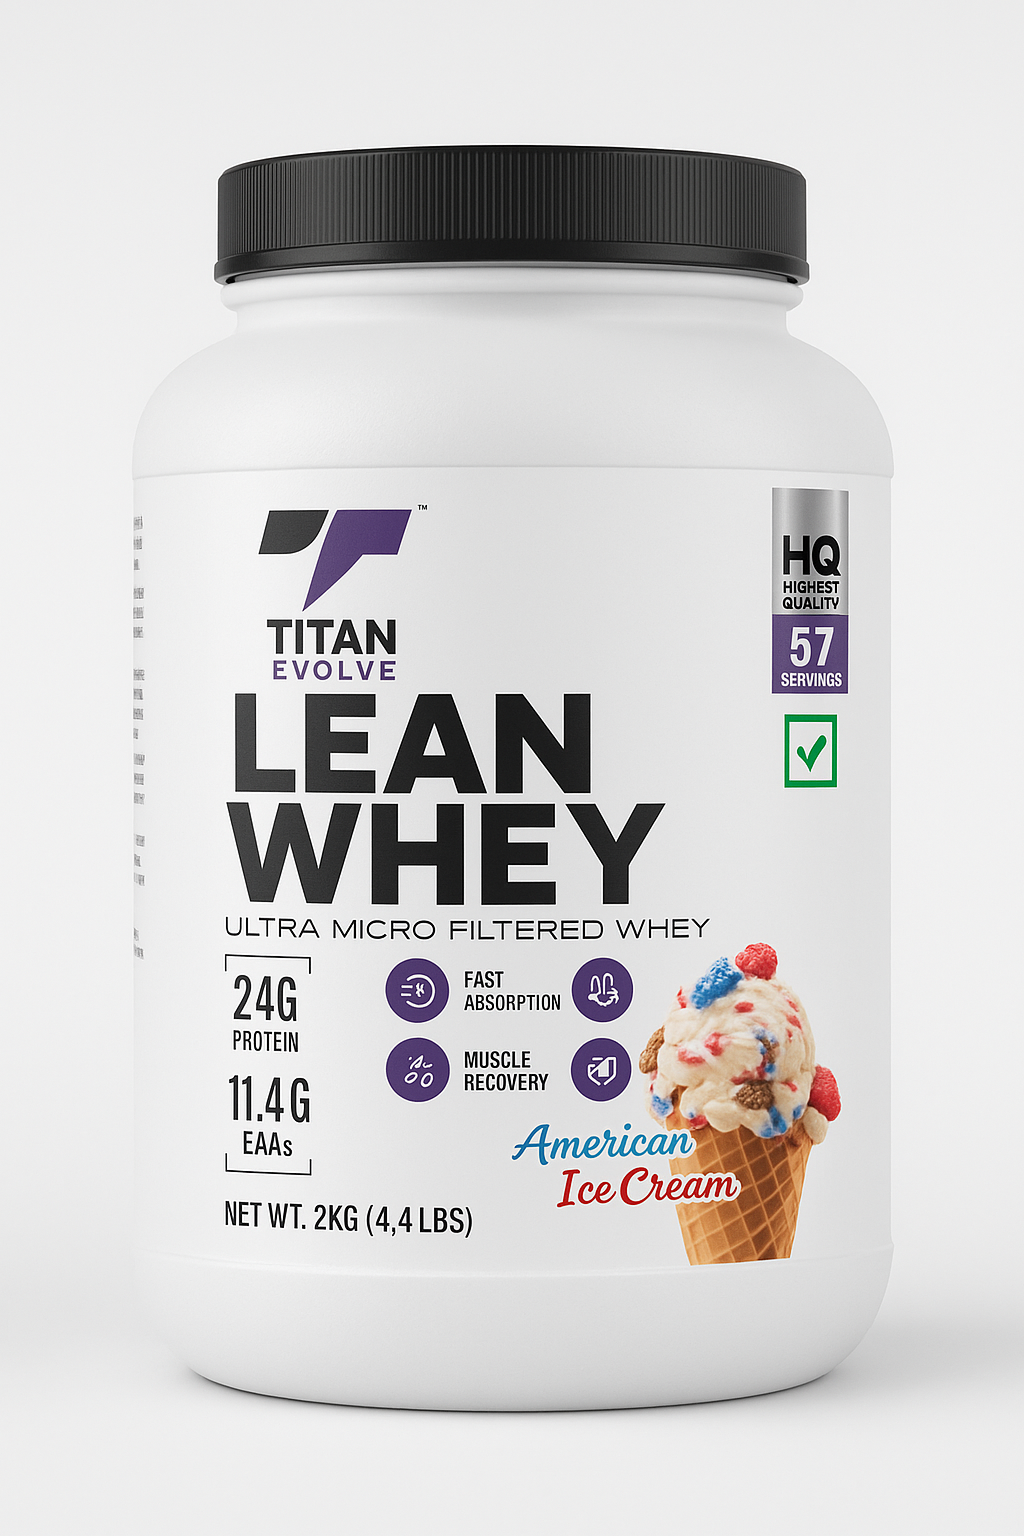 ™
TITAN
EVOLVE
HQ
HIGHEST
QUALITY
57
SERVINGS
LEAN
WHEY
ULTRA MICRO FILTERED WHEY
24G
PROTEIN
11.4G
EAAs
FAST
ABSORPTION
MUSCLE
RECOVERY
American
Ice Cream
NET WT. 2KG (4,4 LBS)